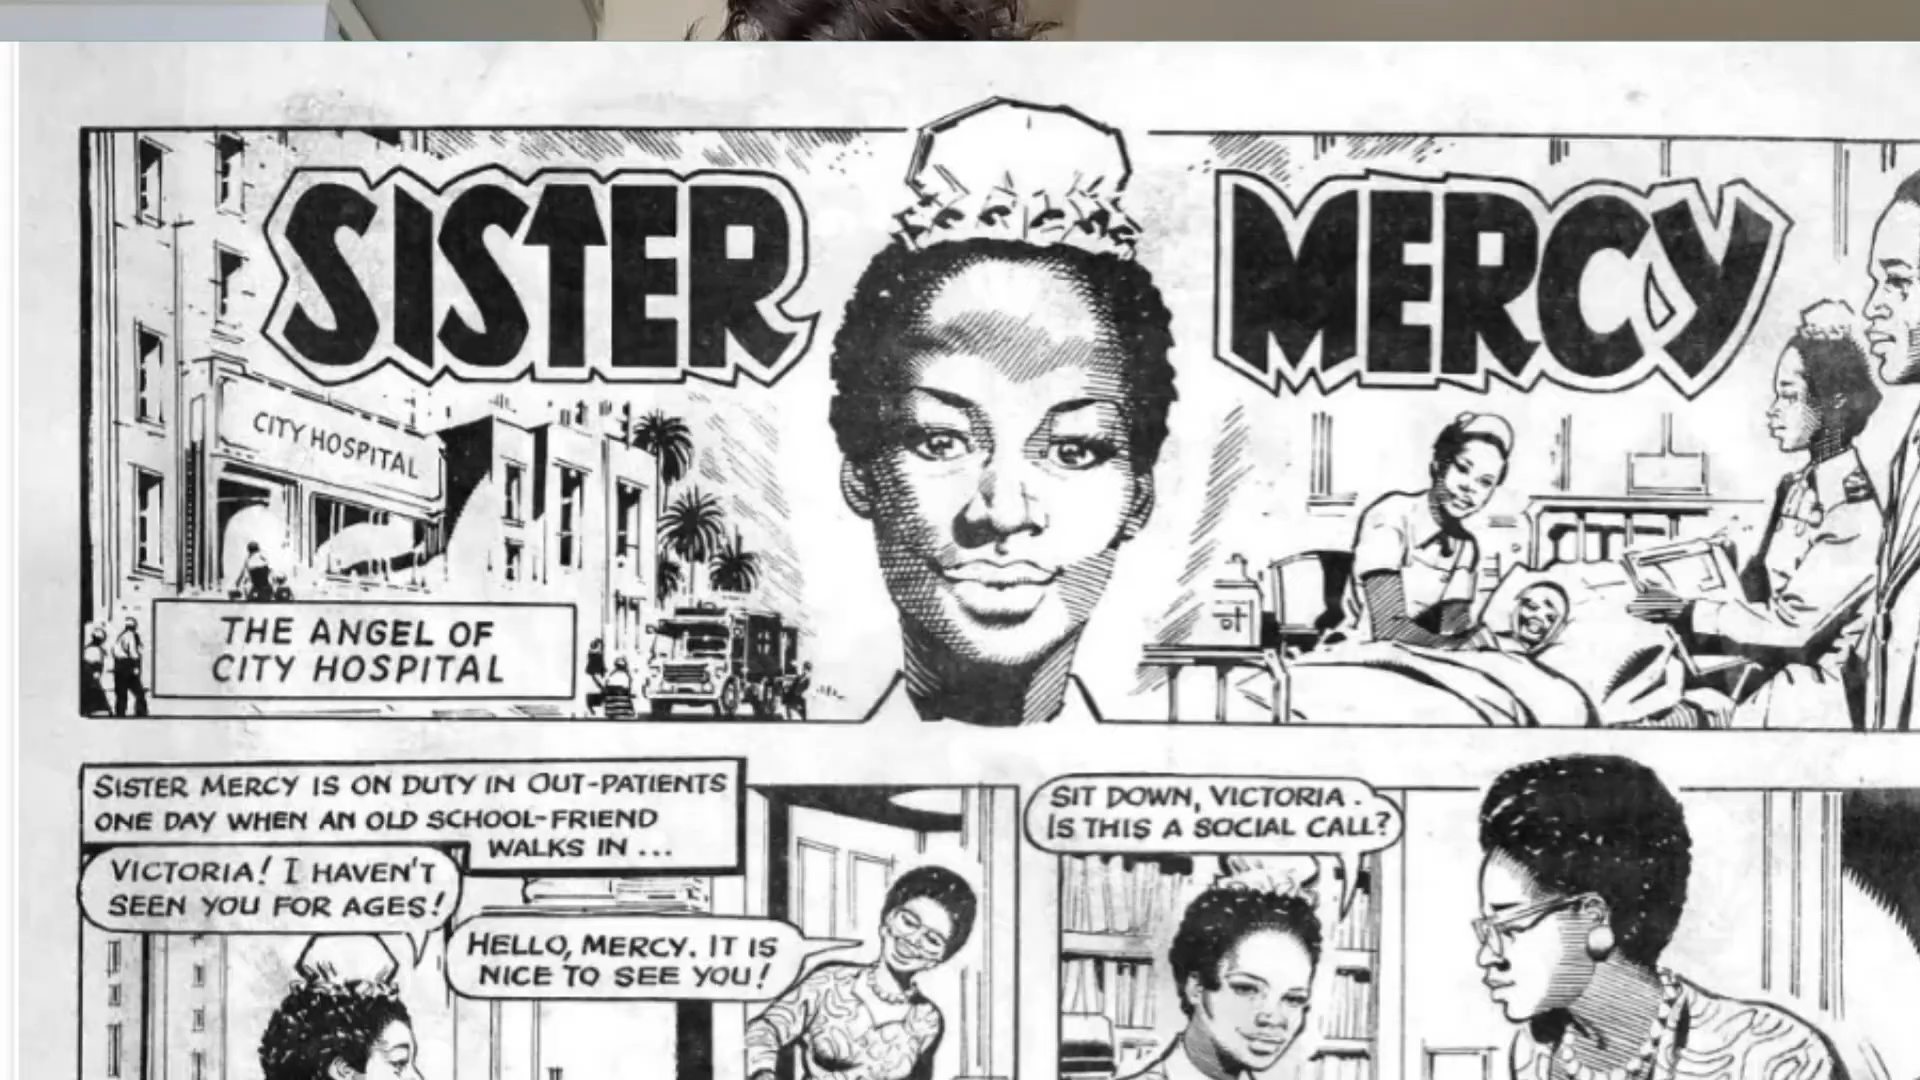 SISTER MERCY
CITY HOSPITAL
THE ANGEL OF
CITY HOSPITAL
SISTER MERCY IS ON DUTY IN OUT-PATIENTS
ONE DAY WHEN AN OLD SCHOOL-FRIEND
WALKS IN ...
VICTORIA! I HAVEN'T
SEEN YOU FOR AGES!
HELLO, MERCY. IT IS
NICE TO SEE YOU!
SIT DOWN, VICTORIA.
IS THIS A SOCIAL CALL?